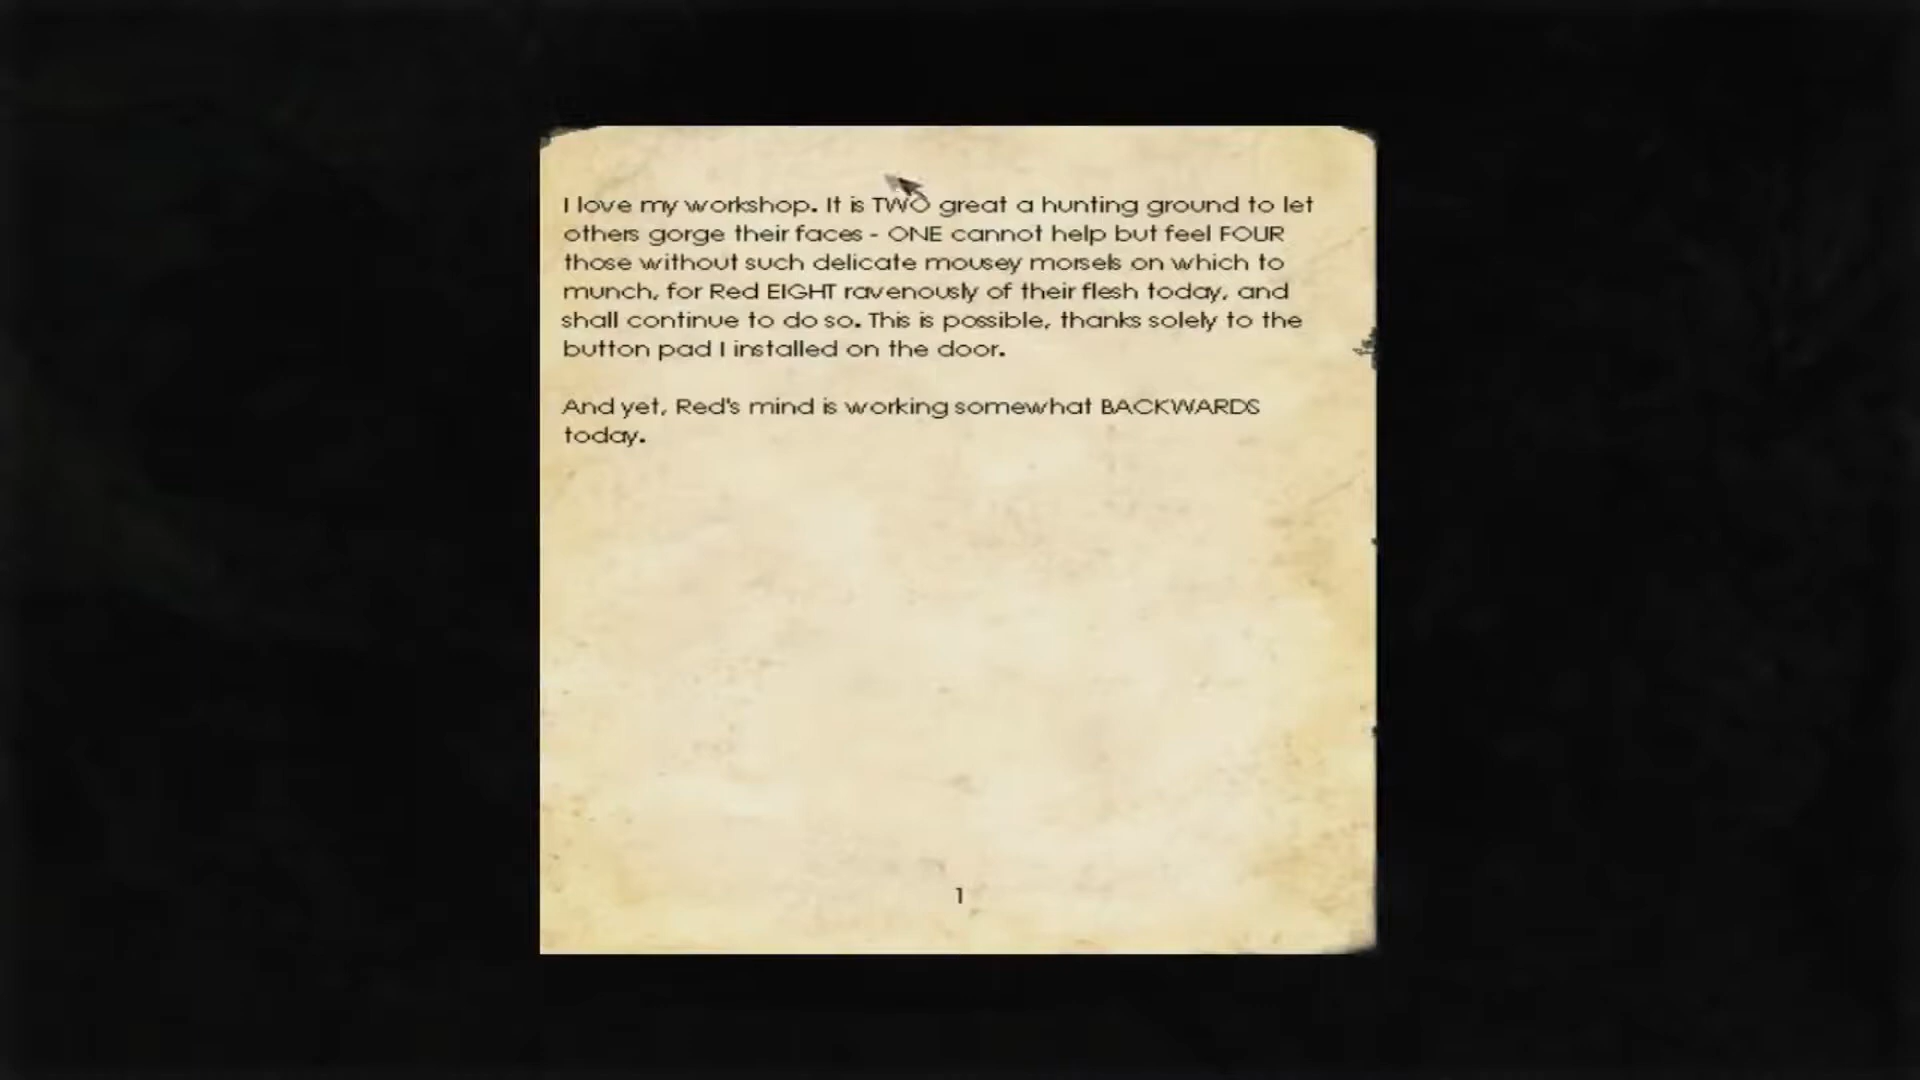 I love my workshop. It is TWO great a hunting ground to let
others gorge their faces - ONE cannot help but feel FOUR
those without such delicate mousey morsels on which to
munch, for Red EIGHT ravenously of their flesh today, and
shall continue to do so. This is possible, thanks solely to the
button pad I installed on the door.
And yet, Red's mind is working somewhat BACKWARDS
today.
1